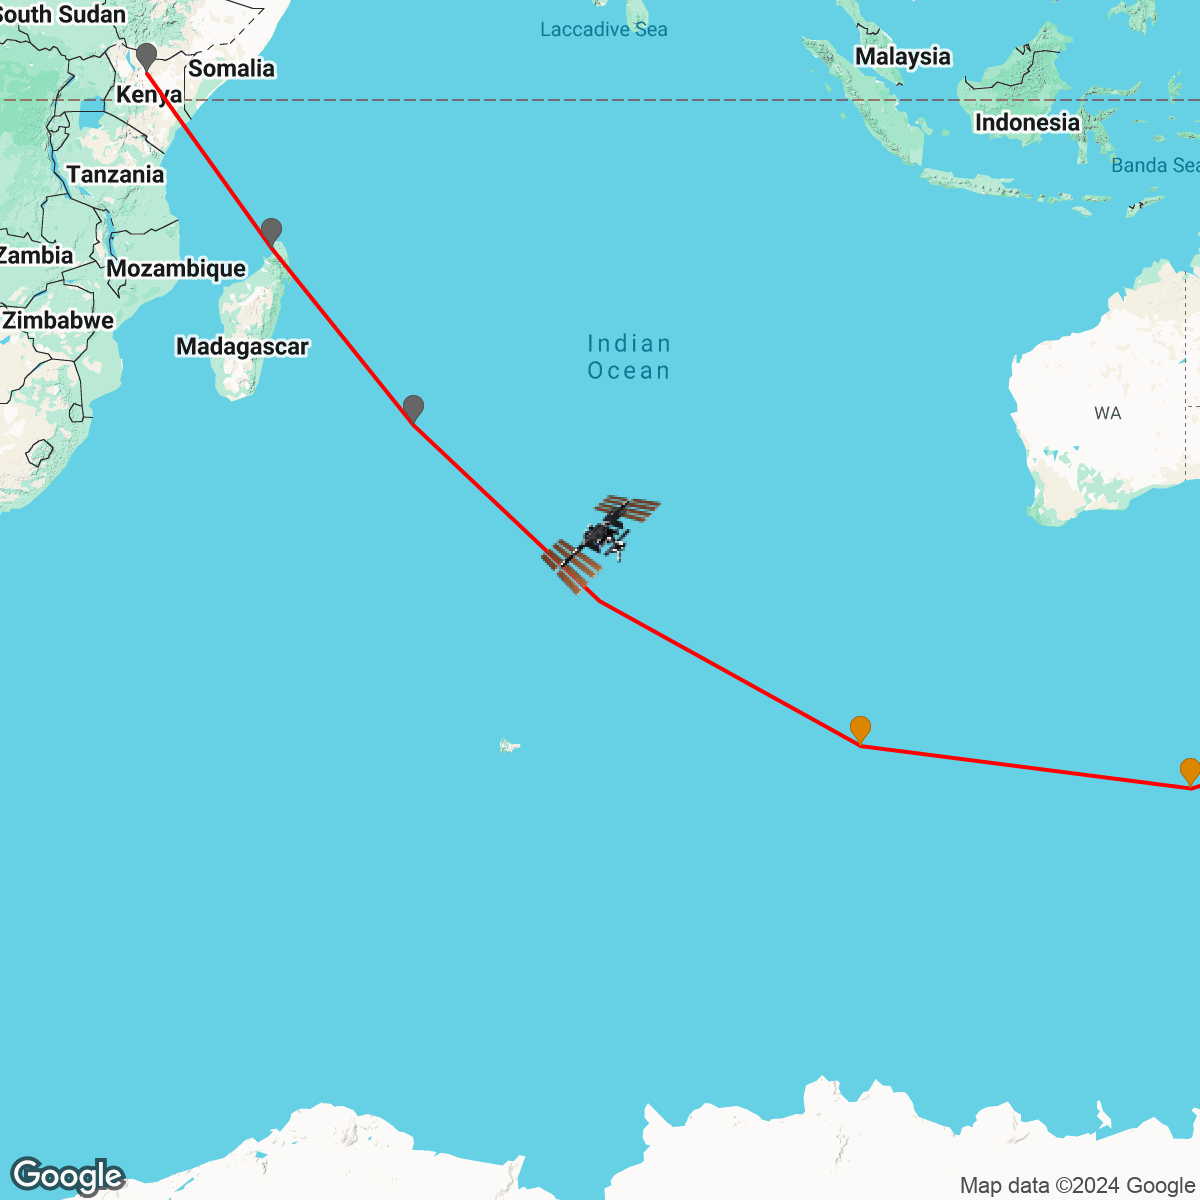 South Sudan
Laccadive Sea
Malaysia
Somalia
Kenya
Indonesia
Banda Sea
Tanzania
Zambia
Mozambique
Zimbabwe
Madagascar
Indian
Ocean
WA
Google
Map data ©2024 Google